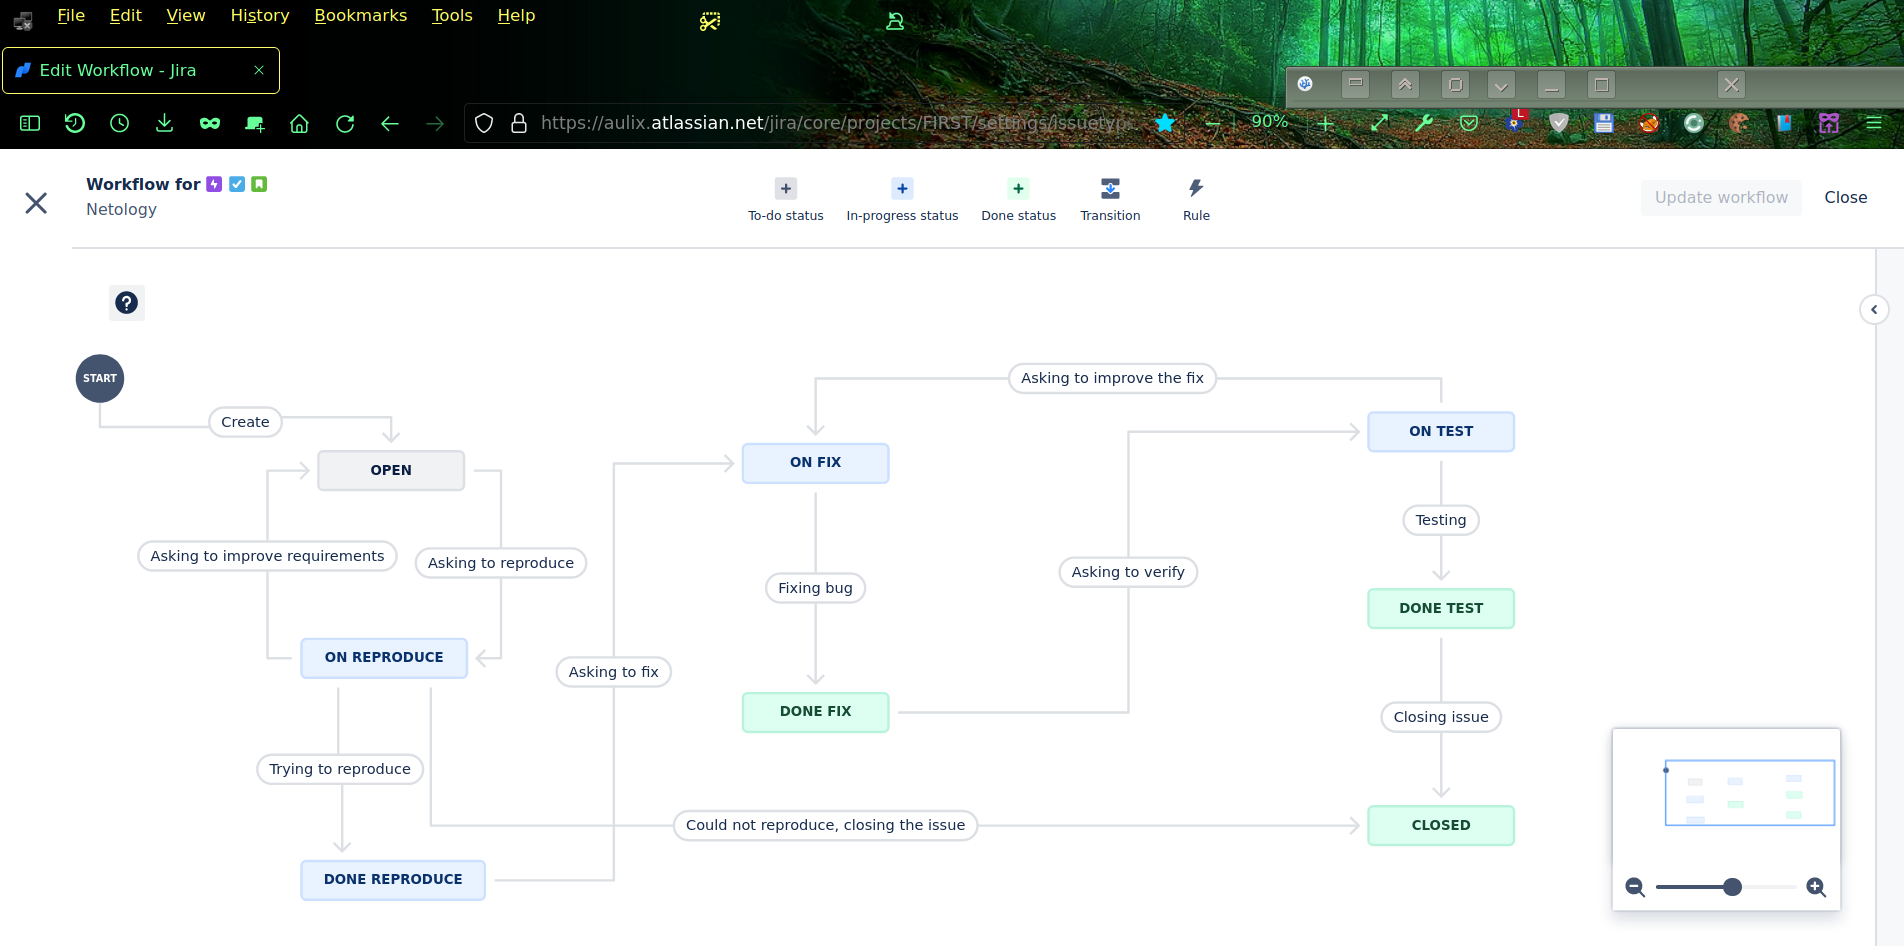 File Edit View History Bookmarks Tools Help
Edit Workflow - Jira
https://aulix.atlassian.net/jira/core/projects/FIRST/settings/issuetyp
90%
L
Workflow for
Netology
To-do status
In-progress status
Done status
Transition
Rule
Update workflow
Close
START
Create
OPEN
Asking to improve requirements
Asking to reproduce
ON REPRODUCE
Trying to reproduce
DONE REPRODUCE
Asking to fix
Could not reproduce, closing the issue
Asking to improve the fix
ON FIX
Fixing bug
DONE FIX
Asking to verify
ON TEST
Testing
DONE TEST
Closing issue
CLOSED